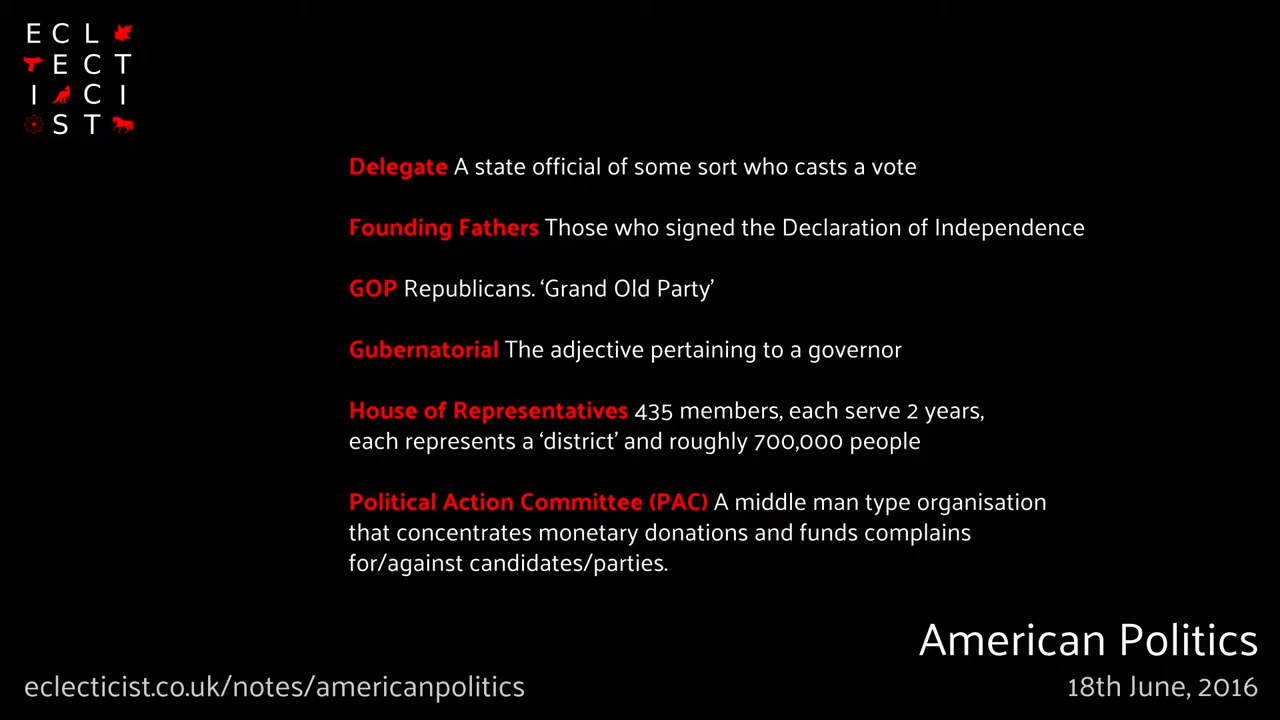 E C L
E C T
I C I
S T
Delegate A state official of some sort who casts a vote
Founding Fathers Those who signed the Declaration of Independence
GOP Republicans. ‘Grand Old Party’
Gubernatorial The adjective pertaining to a governor
House of Representatives 435 members, each serve 2 years,
each represents a ‘district’ and roughly 700,000 people
Political Action Committee (PAC) A middle man type organisation
that concentrates monetary donations and funds complains
for/against candidates/parties.
American Politics
eclecticist.co.uk/notes/americanpolitics
18th June, 2016